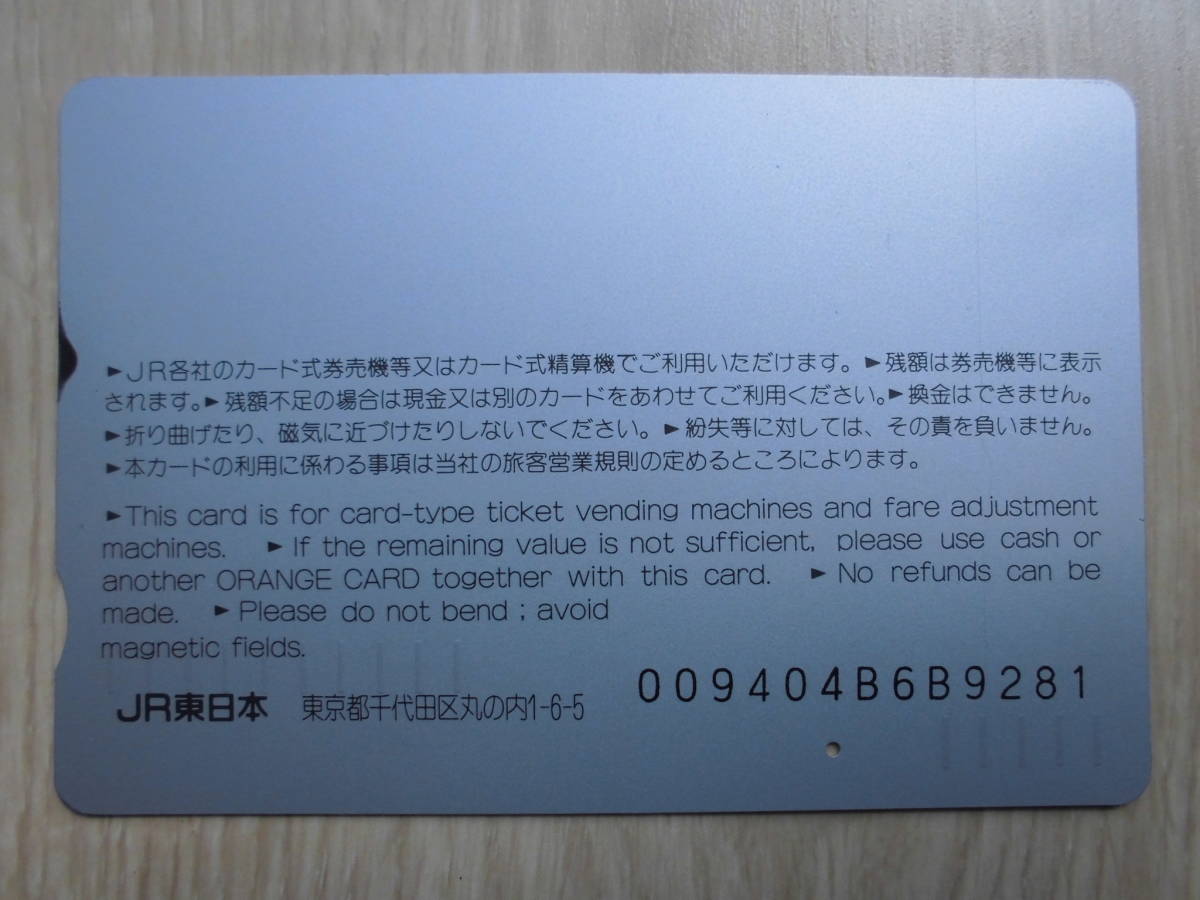 ►JR各社のカード式券売機等又はカード式精算機でご利用いただけます。►残額は券売機等に表示
されます。►残額不足の場合は現金又は別のカードをあわせてご利用ください。►換金はできません。
►折り曲げたり、磁気に近づけたりしないでください。►紛失等に対しては、その責を負いません。
►本カードの利用に係わる事項は当社の旅客営業規則の定めるところによります。
►This card is for card-type ticket vending machines and fare adjustment
machines. ►If the remaining value is not sufficient, please use cash or
another ORANGE CARD together with this card. ►No refunds can be
made. ►Please do not bend ; avoid
magnetic fields.
JR東日本 東京都千代田区丸の内1-6-5 009404B6B9281